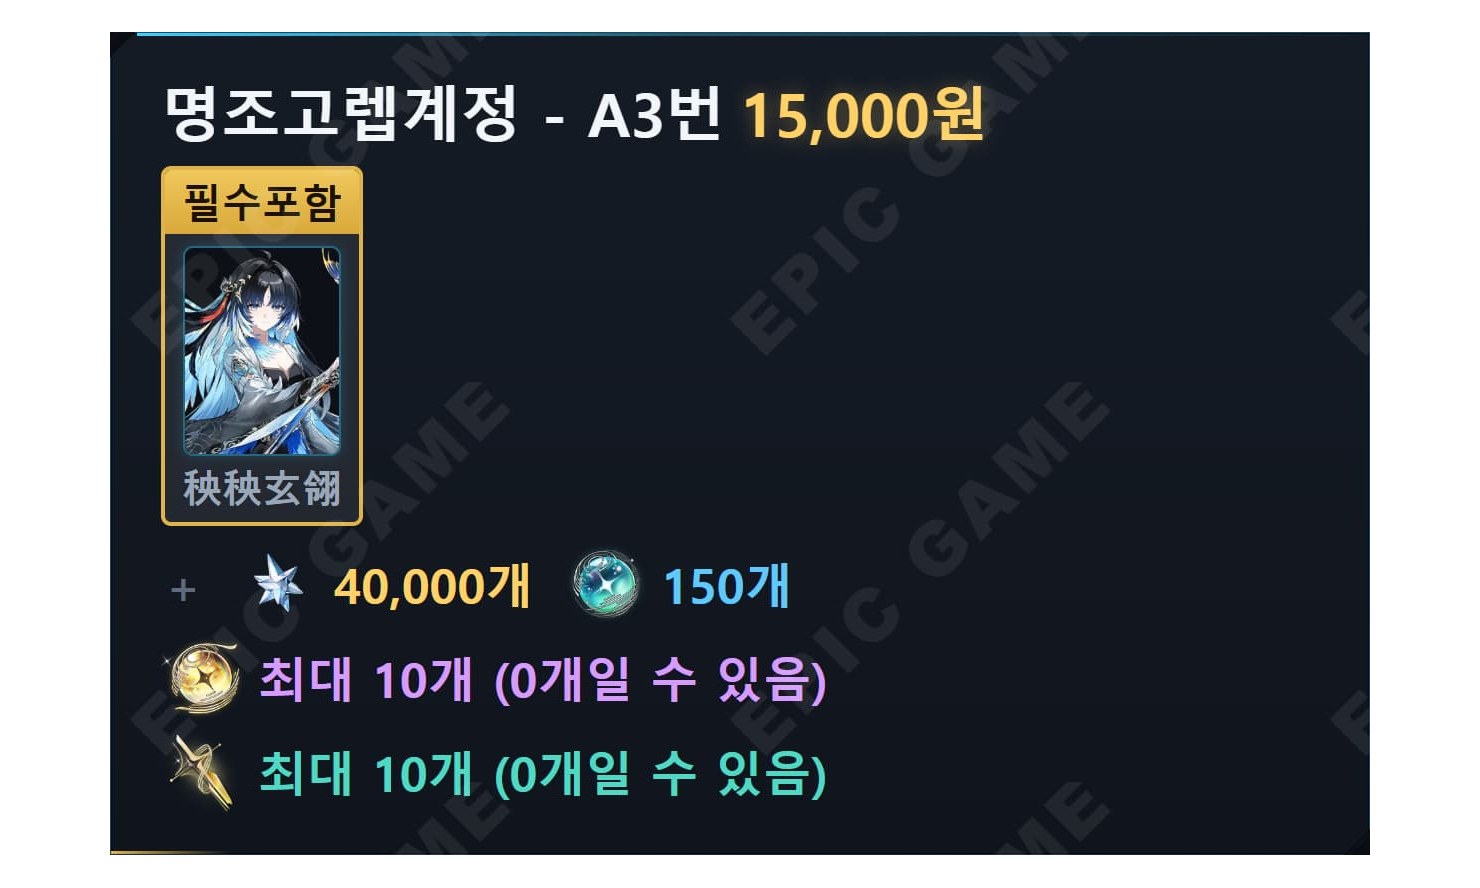 명조고렙계정 - A3번 15,000원
필수포함
秧秧玄翎
+ 40,000개 150개
최대 10개 (0개일 수 있음)
최대 10개 (0개일 수 있음)
EPIC GAME